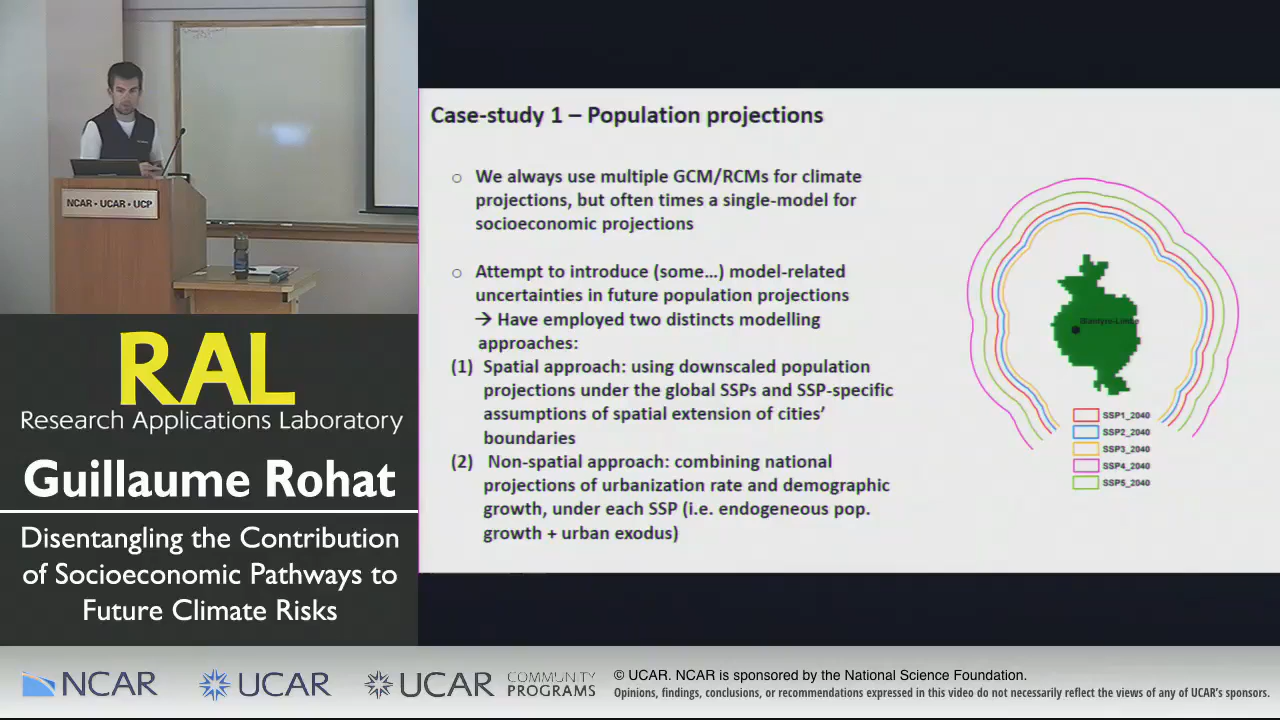 NCAR • UCAR • UCP
RAL
Research Applications Laboratory
Guillaume Rohat
Disentangling the Contribution
of Socioeconomic Pathways to
Future Climate Risks
Case-study 1 – Population projections
○ We always use multiple GCM/RCMs for climate
projections, but often times a single-model for
socioeconomic projections
○ Attempt to introduce (some…) model-related
uncertainties in future population projections
→ Have employed two distincts modelling
approaches:
(1) Spatial approach: using downscaled population
projections under the global SSPs and SSP-specific
assumptions of spatial extension of cities’
boundaries
(2) Non-spatial approach: combining national
projections of urbanization rate and demographic
growth, under each SSP (i.e. endogeneous pop.
growth + urban exodus)
Blantyre-Limbe
SSP1_2040
SSP2_2040
SSP3_2040
SSP4_2040
SSP5_2040
NCAR
UCAR
UCAR
COMMUNITY
PROGRAMS
© UCAR. NCAR is sponsored by the National Science Foundation.
Opinions, findings, conclusions, or recommendations expressed in this video do not necessarily reflect the views of any of UCAR's sponsors.